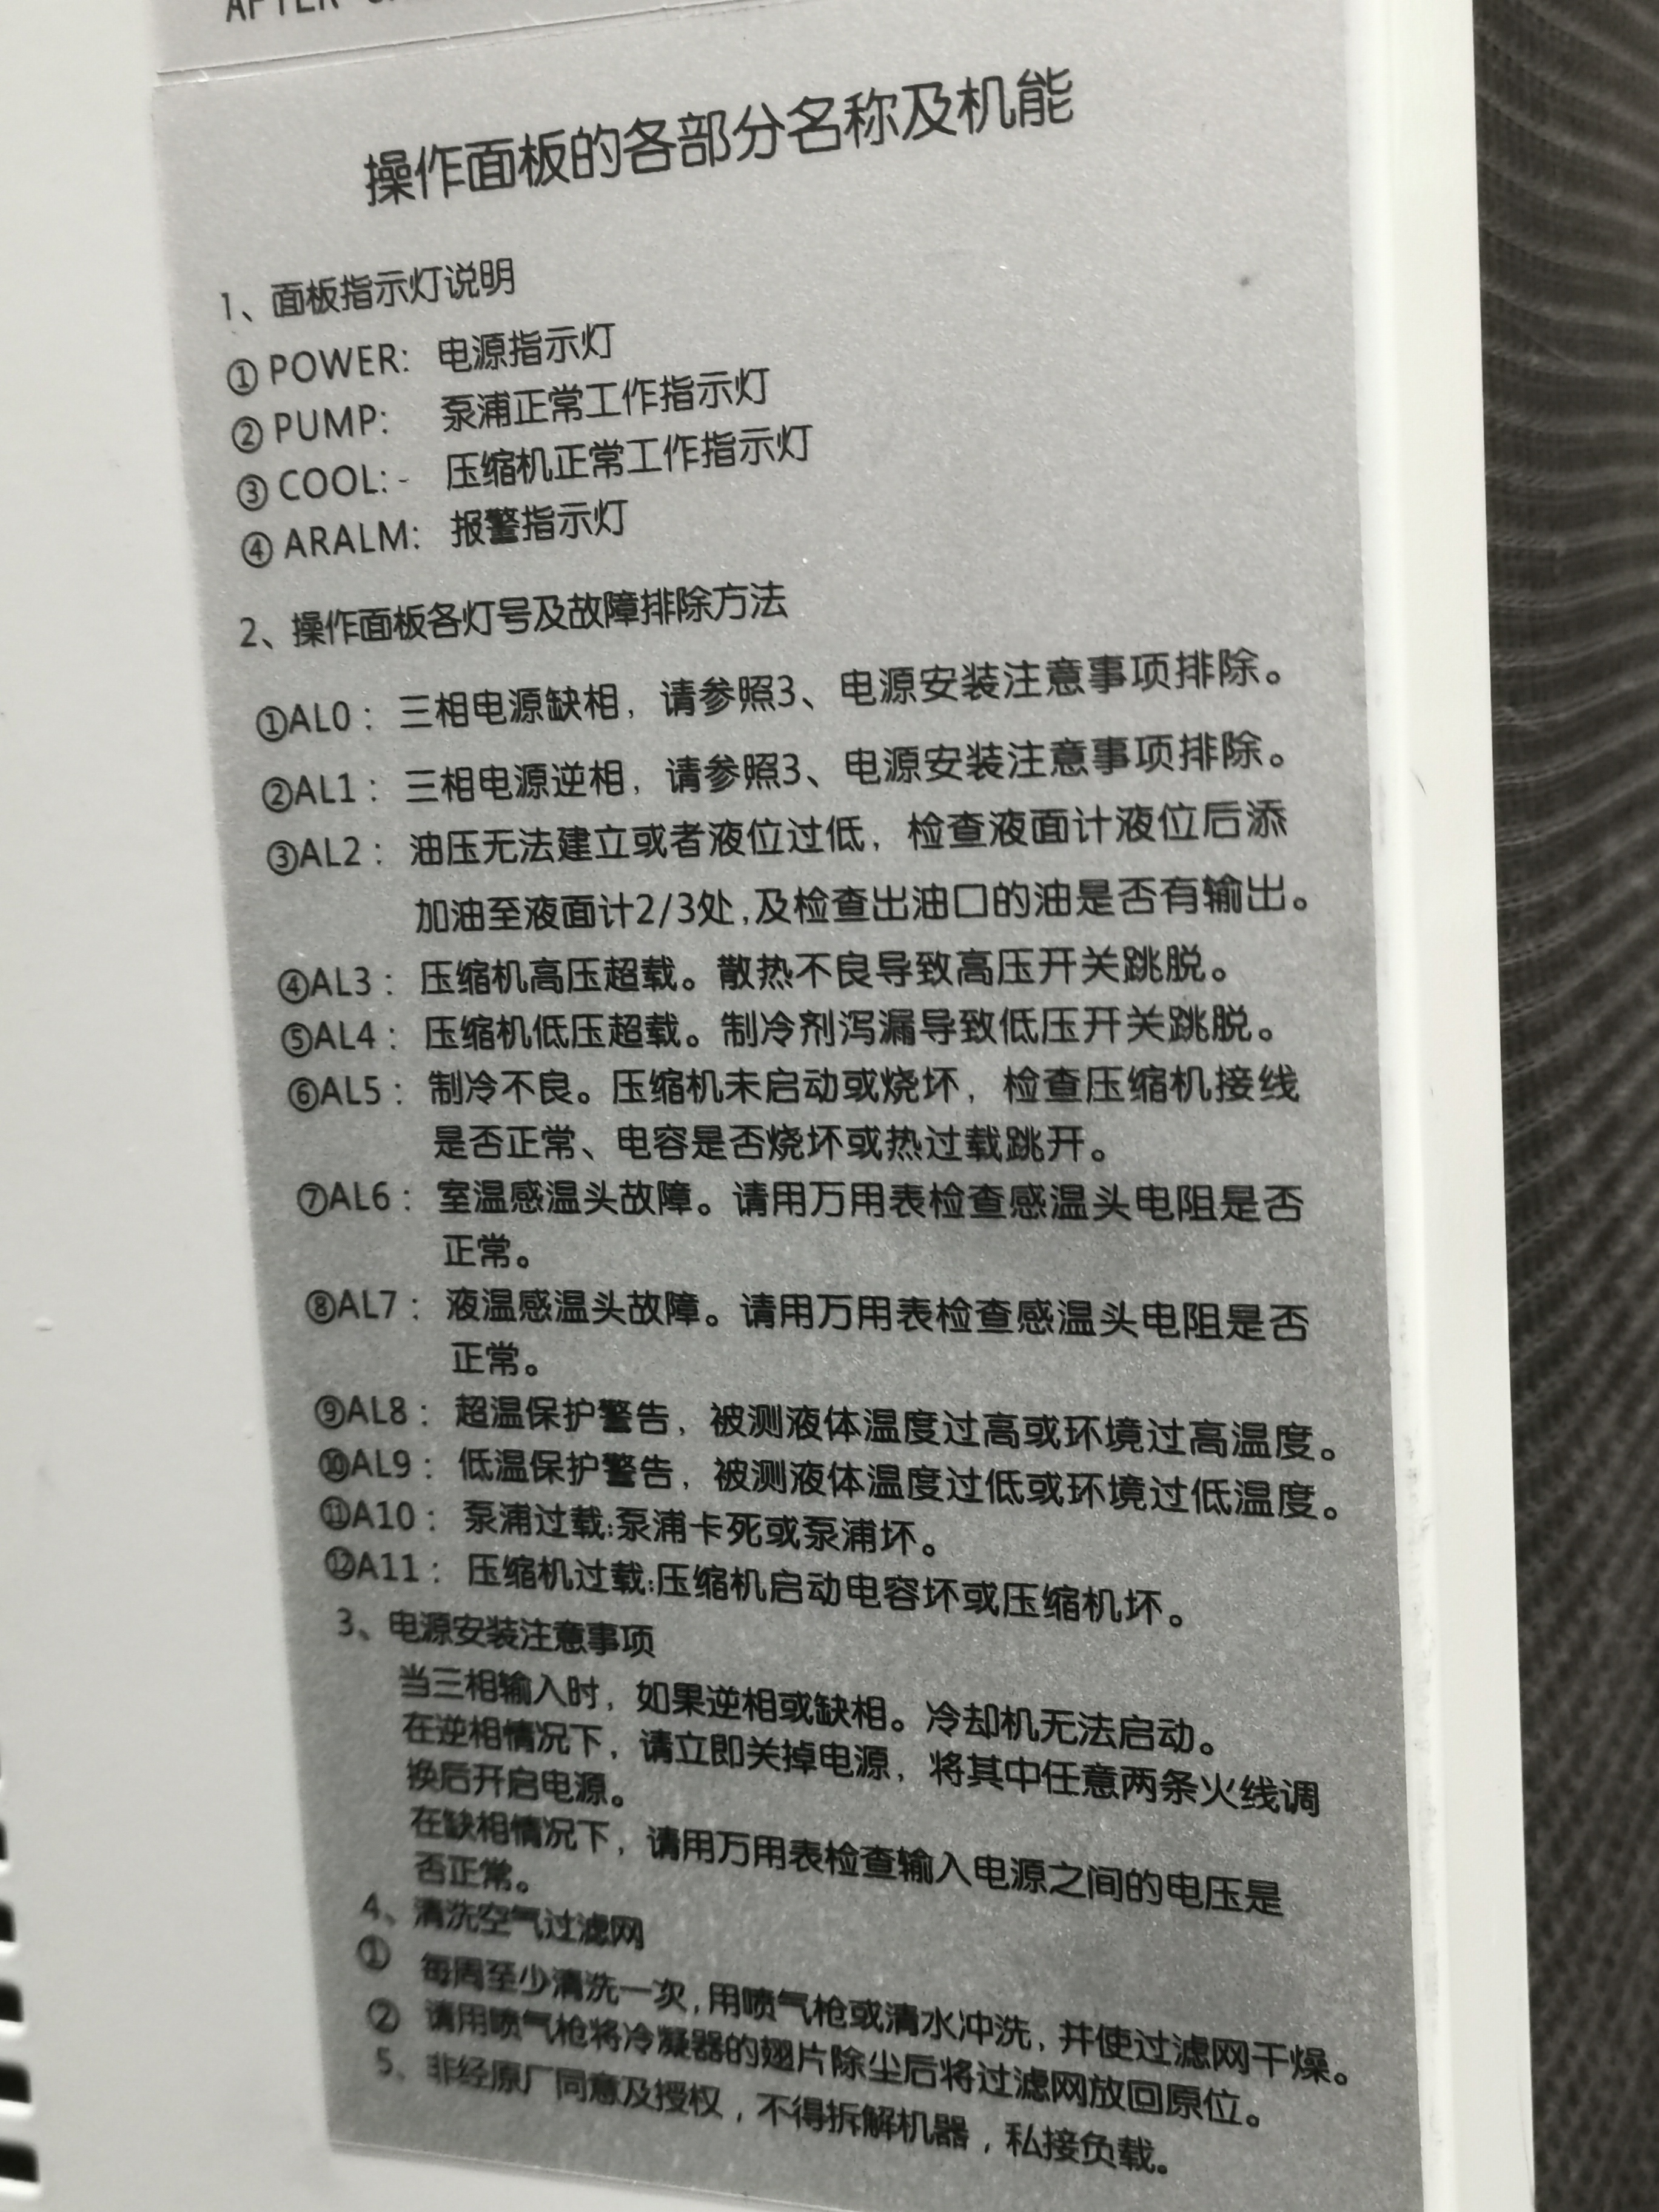 操作面板的各部分名称及机能
1、面板指示灯说明
①POWER: 电源指示灯
②PUMP: 泵浦正常工作指示灯
③COOL:- 压缩机正常工作指示灯
④ARALM: 报警指示灯
2、操作面板各灯号及故障排除方法
①AL0：三相电源缺相，请参照3、电源安装注意事项排除。
②AL1：三相电源逆相，请参照3、电源安装注意事项排除。
③AL2：油压无法建立或者液位过低，检查液面计液位后添
加油至液面计2/3处,及检查出油口的油是否有输出。
④AL3：压缩机高压超载。散热不良导致高压开关跳脱。
⑤AL4：压缩机低压超载。制冷剂泻漏导致低压开关跳脱。
⑥AL5：制冷不良。压缩机未启动或烧坏，检查压缩机接线
是否正常、电容是否烧坏或热过载跳开。
⑦AL6：室温感温头故障。请用万用表检查感温头电阻是否
正常。
⑧AL7：液温感温头故障。请用万用表检查感温头电阻是否
正常。
⑨AL8：超温保护警告，被测液体温度过高或环境过高温度。
⑩AL9：低温保护警告，被测液体温度过低或环境过低温度。
⑪A10：泵浦过载:泵浦卡死或泵浦坏。
⑫A11：压缩机过载:压缩机启动电容坏或压缩机坏。
3、电源安装注意事项
当三相输入时，如果逆相或缺相。冷却机无法启动。
在逆相情况下，请立即关掉电源，将其中任意两条火线调
换后开启电源。
在缺相情况下，请用万用表检查输入电源之间的电压是
否正常。
4、清洗空气过滤网
① 每周至少清洗一次,用喷气枪或清水冲洗,并使过滤网干燥。
② 请用喷气枪将冷凝器的翅片除尘后将过滤网放回原位。
5、非经原厂同意及授权，不得拆解机器，私接负载。